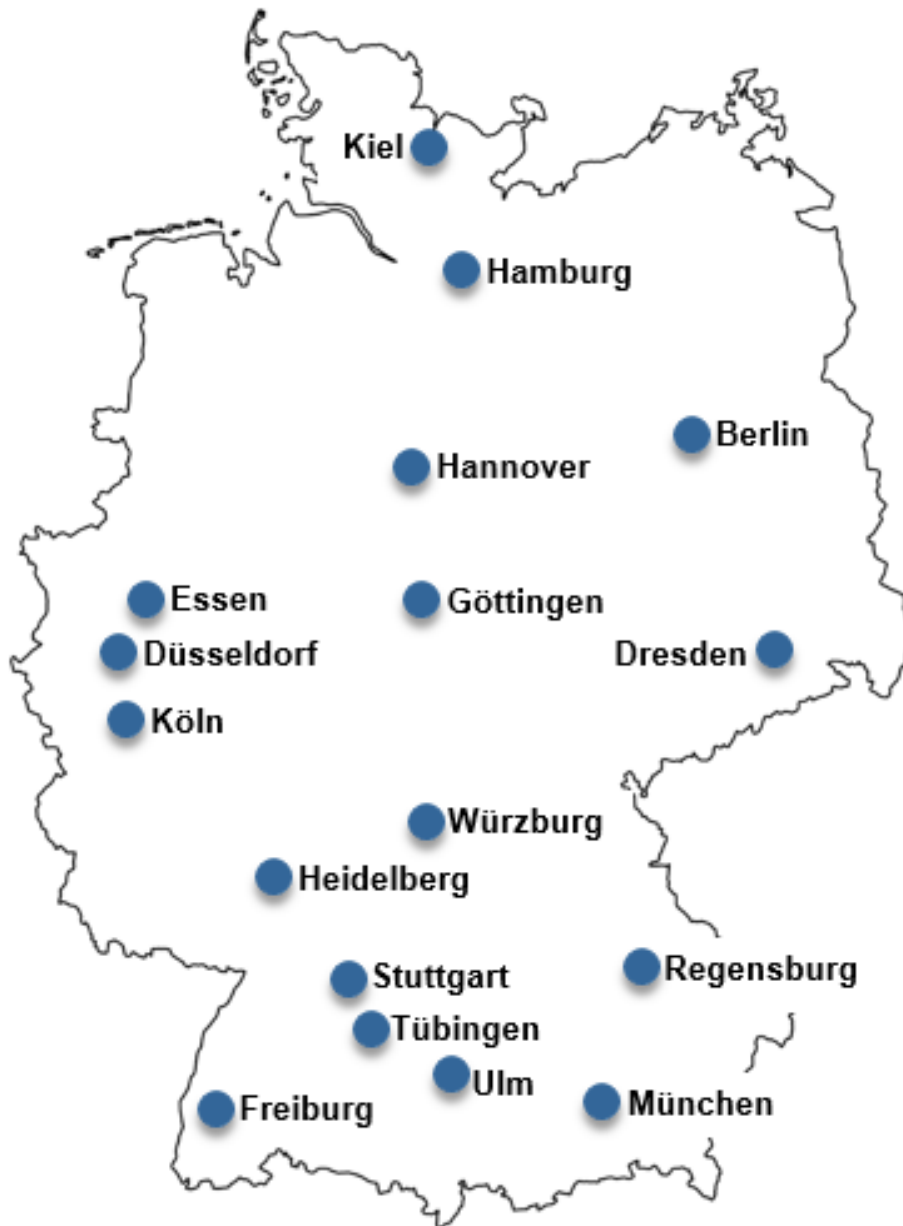 Kiel
Hamburg
Berlin
Hannover
Essen
Göttingen
Düsseldorf
Dresden
Köln
Würzburg
Heidelberg
Regensburg
Stuttgart
Tübingen
Ulm
München
Freiburg